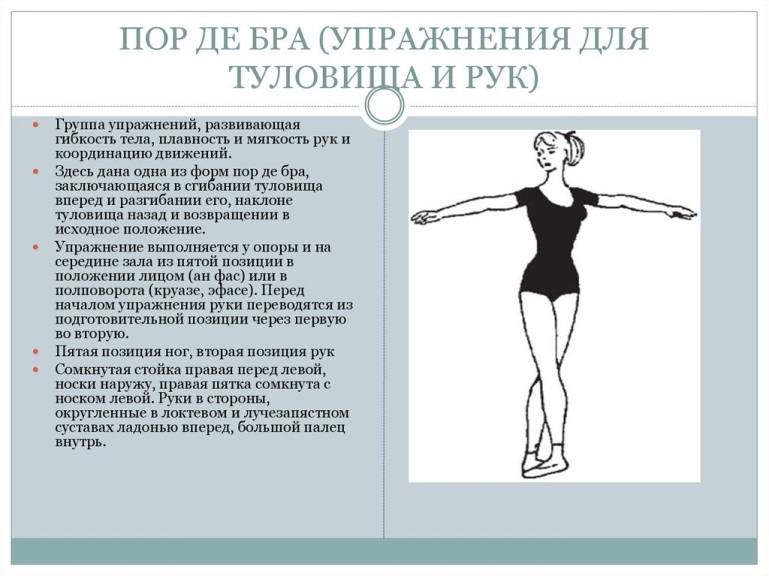 ПОР ДЕ БРА (УПРАЖНЕНИЯ ДЛЯ
ТУЛОВИЩА И РУК)
Группа упражнений, развивающая
гибкость тела, плавность и мягкость рук и
координацию движений.
Здесь дана одна из форм пор де бра,
заключающаяся в сгибании туловища
вперед и разгибании его, наклоне
туловища назад и возвращении в
исходное положение.
Упражнение выполняется у опоры и на
середине зала из пятой позиции в
положении лицом (ан фас) или в
полповорота (круазе, эфасе). Перед
началом упражнения руки переводятся из
подготовительной позиции через первую
во вторую.
Пятая позиция ног, вторая позиция рук
Сомкнутая стойка правая перед левой,
носки наружу, правая пятка сомкнута с
носком левой. Руки в стороны,
округленные в локтевом и лучезапястном
суставах ладонью вперед, большой палец
внутрь.